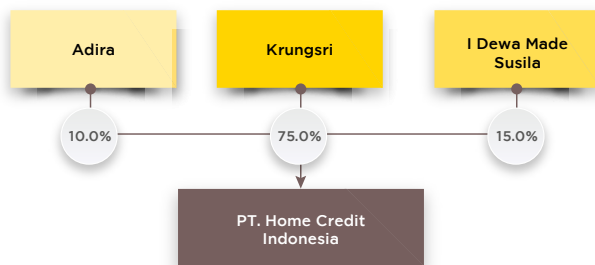 Adira
Krungsri
I Dewa Made
Susila
10.0%
75.0%
15.0%
PT. Home Credit
Indonesia